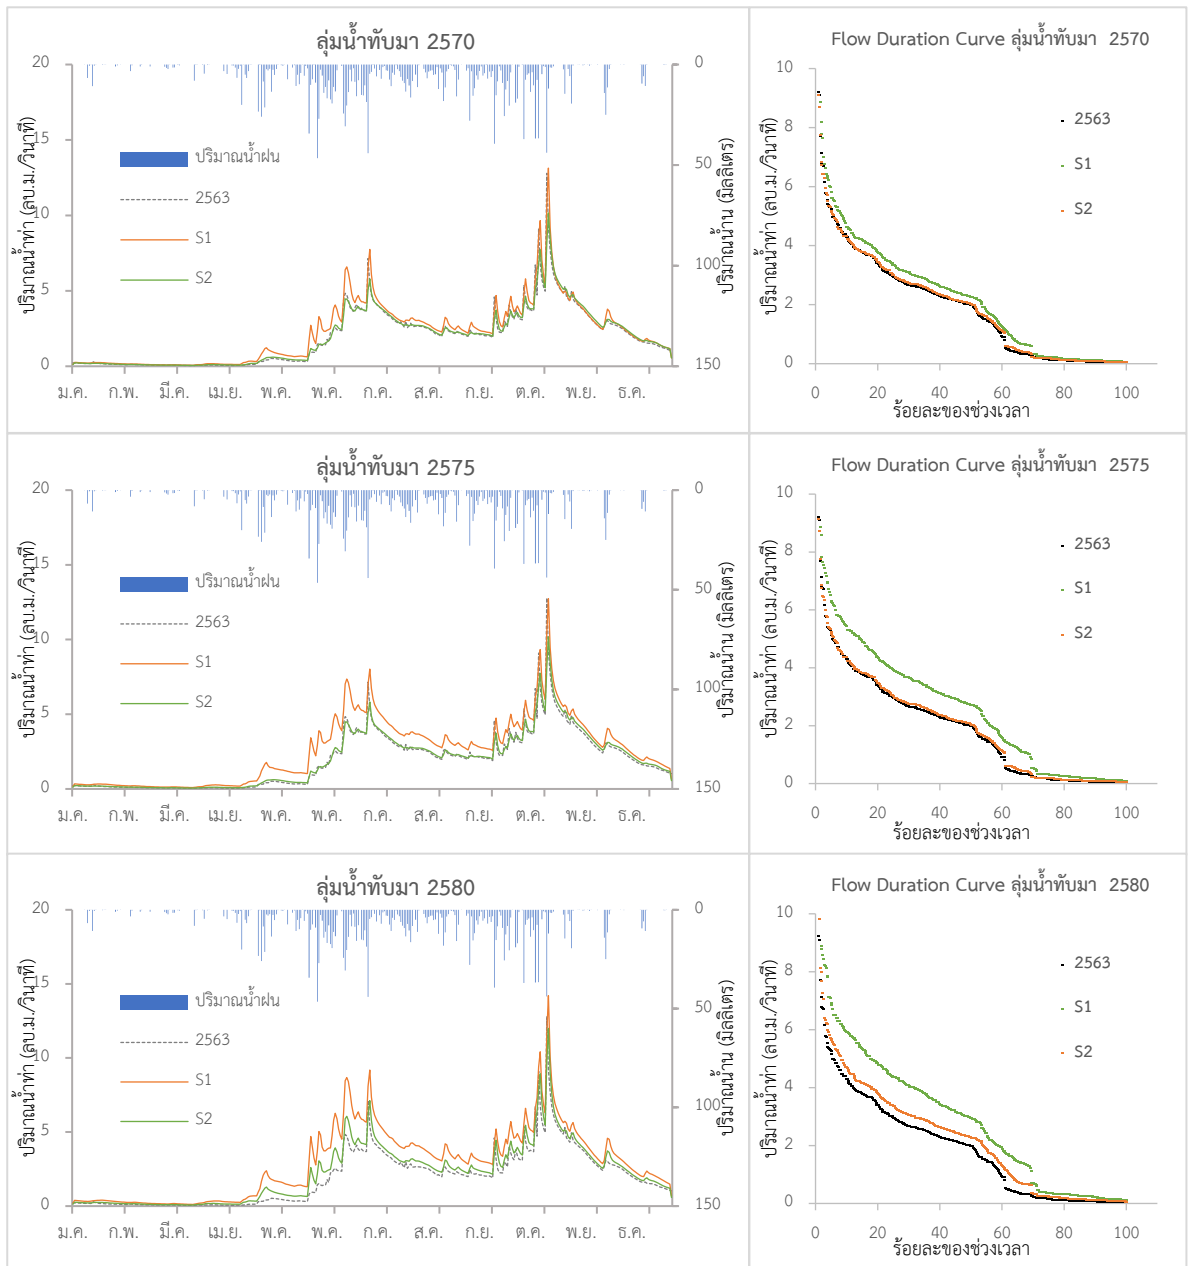 ลุ่มน้ำทับมา 2570
ปริมาณน้ำท่า (ลบ.ม./วินาที)
20
15
10
5
0
ปริมาณน้ำฝน
2563
S1
S2
0
50
100
150
ปริมาณน้ำน (มิลลิเตร)
ม.ค. ก.พ. มี.ค. เม.ย. พ.ค. พ.ค. ก.ค. ส.ค. ก.ย. ต.ค. พ.ย. ธ.ค.
Flow Duration Curve ลุ่มน้ำทับมา 2570
ปริมาณน้ำท่า (ลบ.ม./วินาที)
10
8
6
4
2
0
2563
S1
S2
0 20 40 60 80 100
ร้อยละของช่วงเวลา
ลุ่มน้ำทับมา 2575
ปริมาณน้ำท่า (ลบ.ม./วินาที)
20
15
10
5
0
ปริมาณน้ำฝน
2563
S1
S2
0
50
100
150
ปริมาณน้ำน (มิลลิเตร)
ม.ค. ก.พ. มี.ค. เม.ย. พ.ค. พ.ค. ก.ค. ส.ค. ก.ย. ต.ค. พ.ย. ธ.ค.
Flow Duration Curve ลุ่มน้ำทับมา 2575
ปริมาณน้ำท่า (ลบ.ม./วินาที)
10
8
6
4
2
0
2563
S1
S2
0 20 40 60 80 100
ร้อยละของช่วงเวลา
ลุ่มน้ำทับมา 2580
ปริมาณน้ำท่า (ลบ.ม./วินาที)
20
15
10
5
0
ปริมาณน้ำฝน
2563
S1
S2
0
50
100
150
ปริมาณน้ำน (มิลลิเตร)
ม.ค. ก.พ. มี.ค. เม.ย. พ.ค. พ.ค. ก.ค. ส.ค. ก.ย. ต.ค. พ.ย. ธ.ค.
Flow Duration Curve ลุ่มน้ำทับมา 2580
ปริมาณน้ำท่า (ลบ.ม./วินาที)
10
8
6
4
2
0
2563
S1
S2
0 20 40 60 80 100
ร้อยละของช่วงเวลา